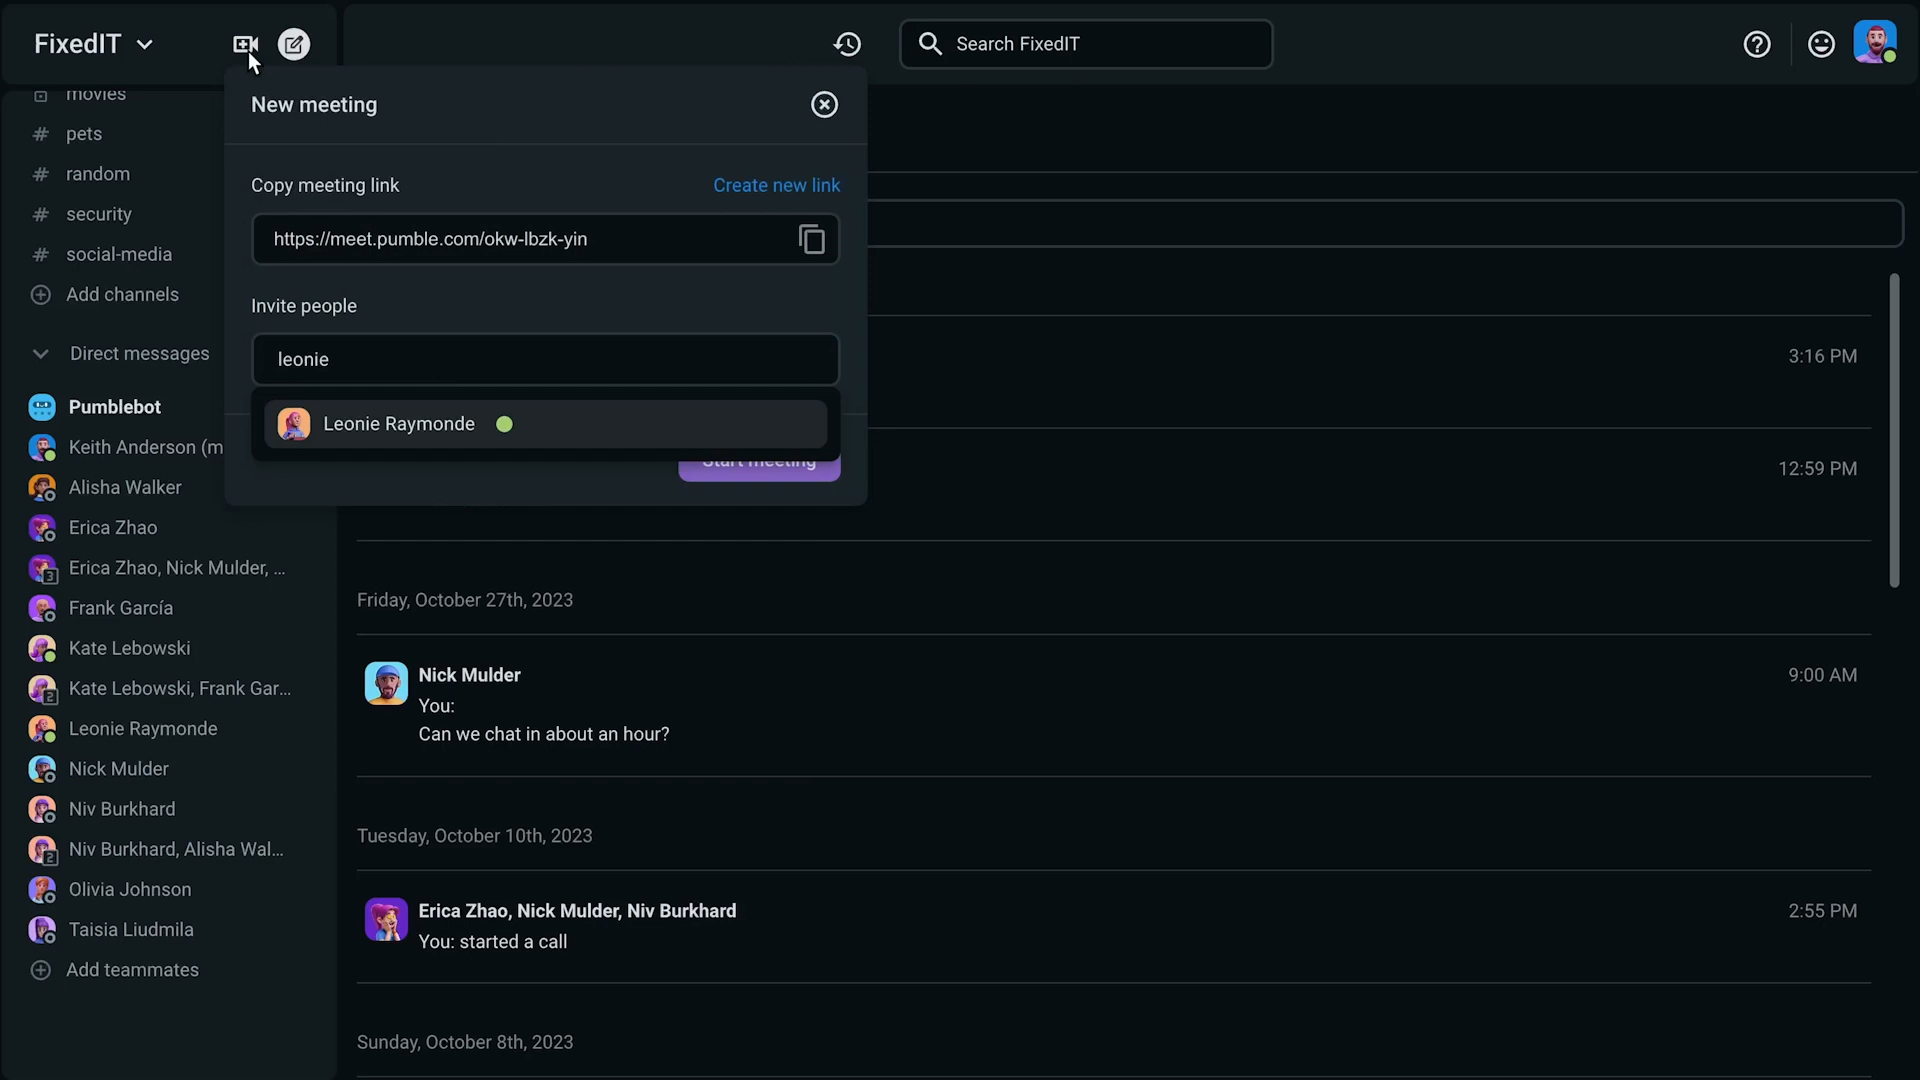 FixedIT
Search FixedIT
movies
pets
random
security
social-media
Add channels
Direct messages
Pumblebot
Keith Anderson (m
Alisha Walker
Erica Zhao
Erica Zhao, Nick Mulder, ...
3
Frank García
Kate Lebowski
Kate Lebowski, Frank Gar...
2
Leonie Raymonde
Nick Mulder
Niv Burkhard
Niv Burkhard, Alisha Wal...
2
Olivia Johnson
Taisia Liudmila
Add teammates
New meeting
Copy meeting link
Create new link
https://meet.pumble.com/okw-lbzk-yin
Invite people
leonie
Leonie Raymonde
Start meeting
3:16 PM
12:59 PM
Friday, October 27th, 2023
Nick Mulder
9:00 AM
You:
Can we chat in about an hour?
Tuesday, October 10th, 2023
Erica Zhao, Nick Mulder, Niv Burkhard
2:55 PM
You: started a call
Sunday, October 8th, 2023